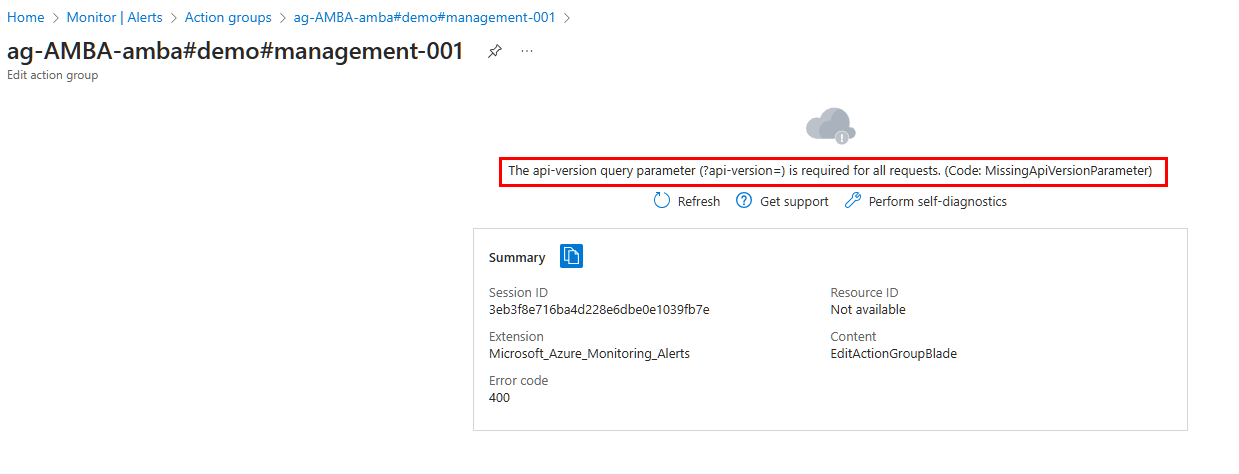 Home > Monitor | Alerts > Action groups > ag-AMBA-amba#demo#management-001 >
ag-AMBA-amba#demo#management-001 ...
Edit action group
The api-version query parameter (?api-version=) is required for all requests. (Code: MissingApiVersionParameter)
Refresh Get support Perform self-diagnostics
Summary
Session ID Resource ID
3eb3f8e716ba4d228e6dbe0e1039fb7e Not available
Extension Content
Microsoft_Azure_Monitoring_Alerts EditActionGroupBlade
Error code
400